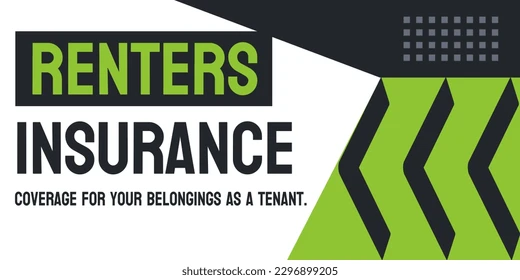 RENTERS
INSURANCE
COVERAGE FOR YOUR BELONGINGS AS A TENANT.
shutterstock.com · 2296899205